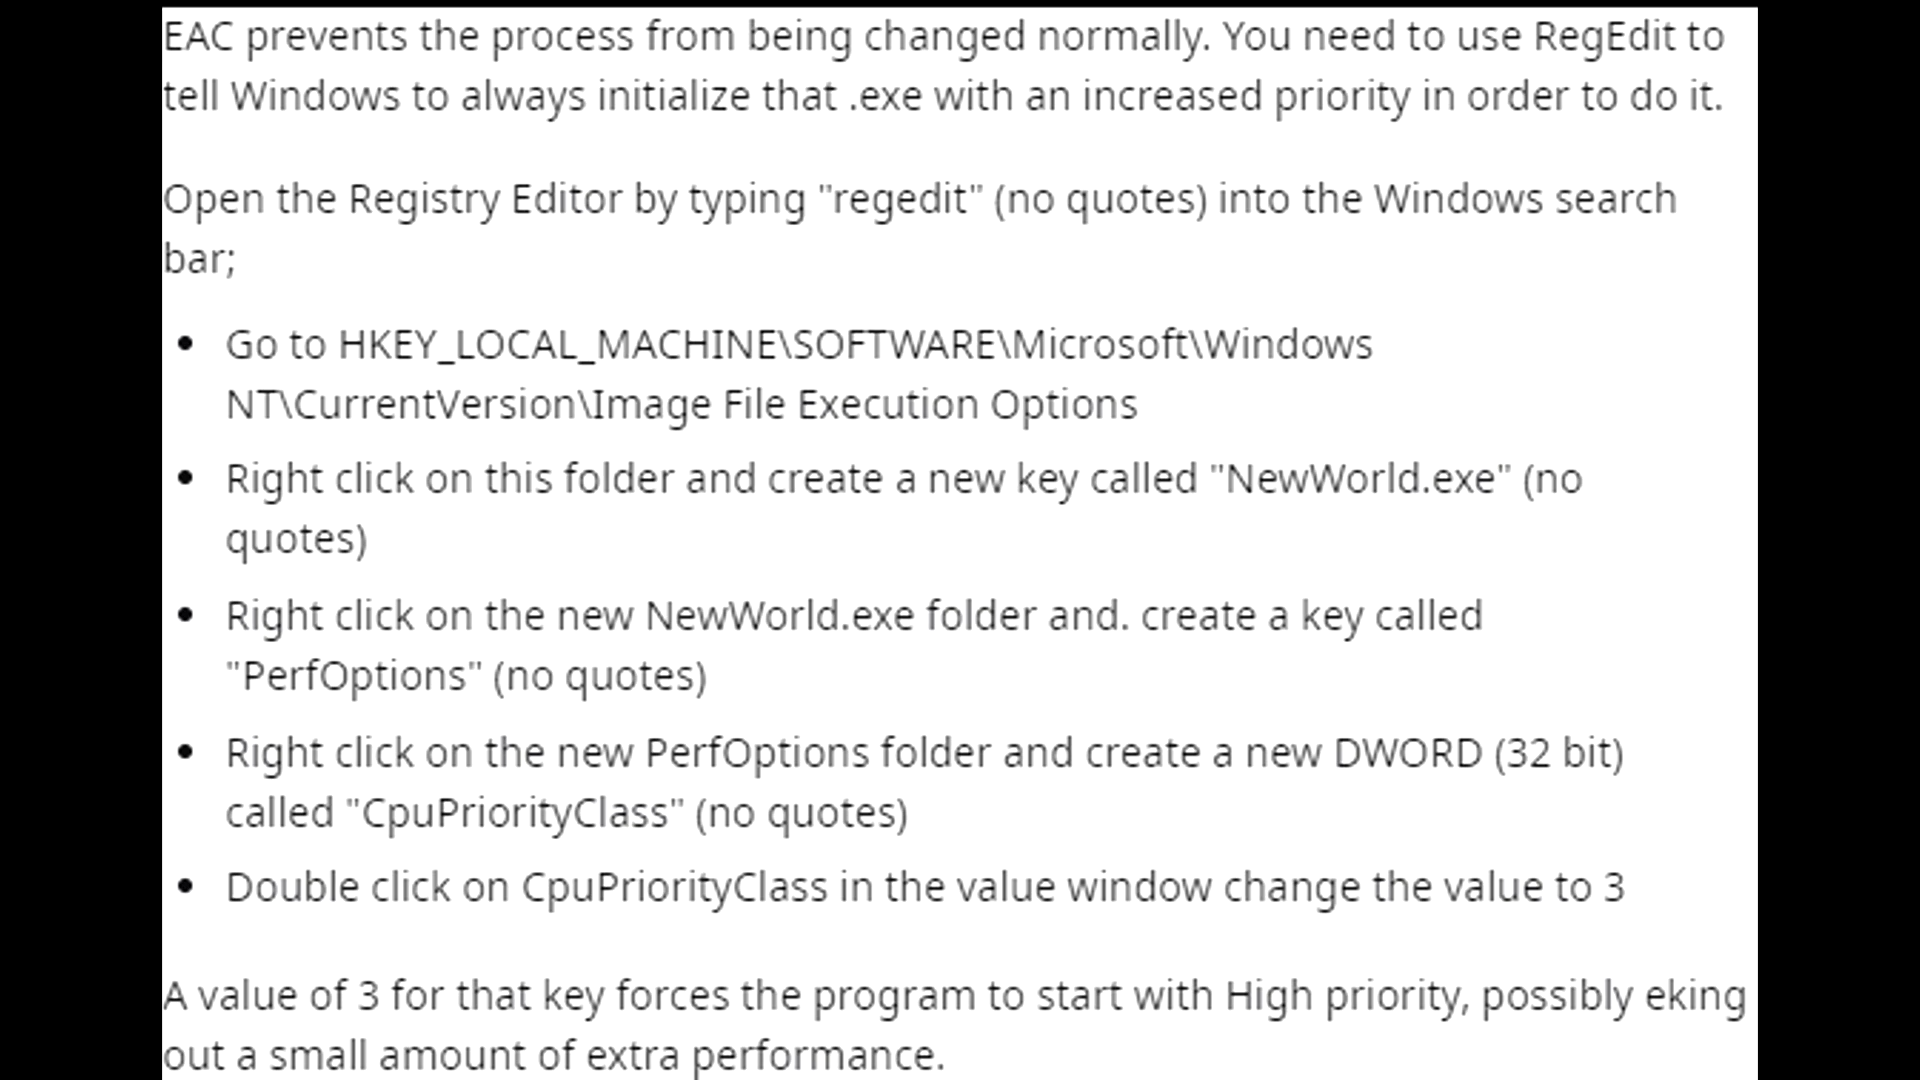 EAC prevents the process from being changed normally. You need to use RegEdit to
tell Windows to always initialize that .exe with an increased priority in order to do it.
Open the Registry Editor by typing "regedit" (no quotes) into the Windows search
bar;
• Go to HKEY_LOCAL_MACHINE\SOFTWARE\Microsoft\Windows
NT\CurrentVersion\Image File Execution Options
• Right click on this folder and create a new key called "NewWorld.exe" (no
quotes)
• Right click on the new NewWorld.exe folder and. create a key called
"PerfOptions" (no quotes)
• Right click on the new PerfOptions folder and create a new DWORD (32 bit)
called "CpuPriorityClass" (no quotes)
• Double click on CpuPriorityClass in the value window change the value to 3
A value of 3 for that key forces the program to start with High priority, possibly eking
out a small amount of extra performance.